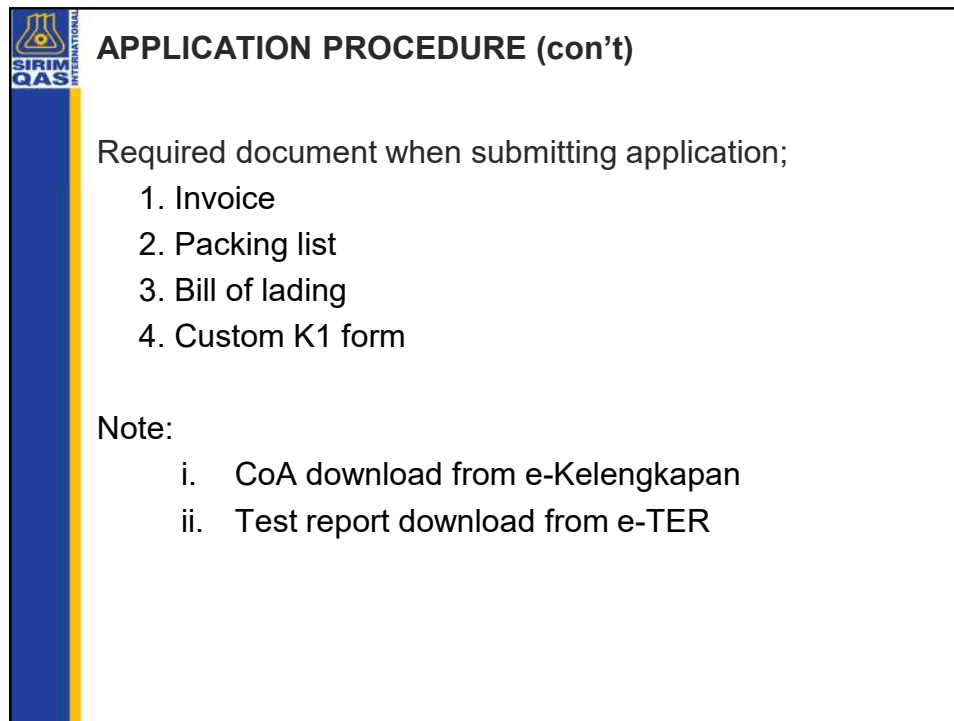 SIRIM
QAS
INTERNATIONAL
APPLICATION PROCEDURE (con’t)
Required document when submitting application;
1. Invoice
2. Packing list
3. Bill of lading
4. Custom K1 form
Note:
i. CoA download from e-Kelengkapan
ii. Test report download from e-TER